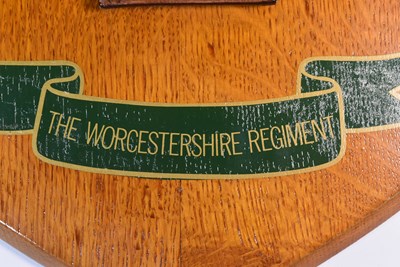 THE WORCESTERSHIRE REGIMENT